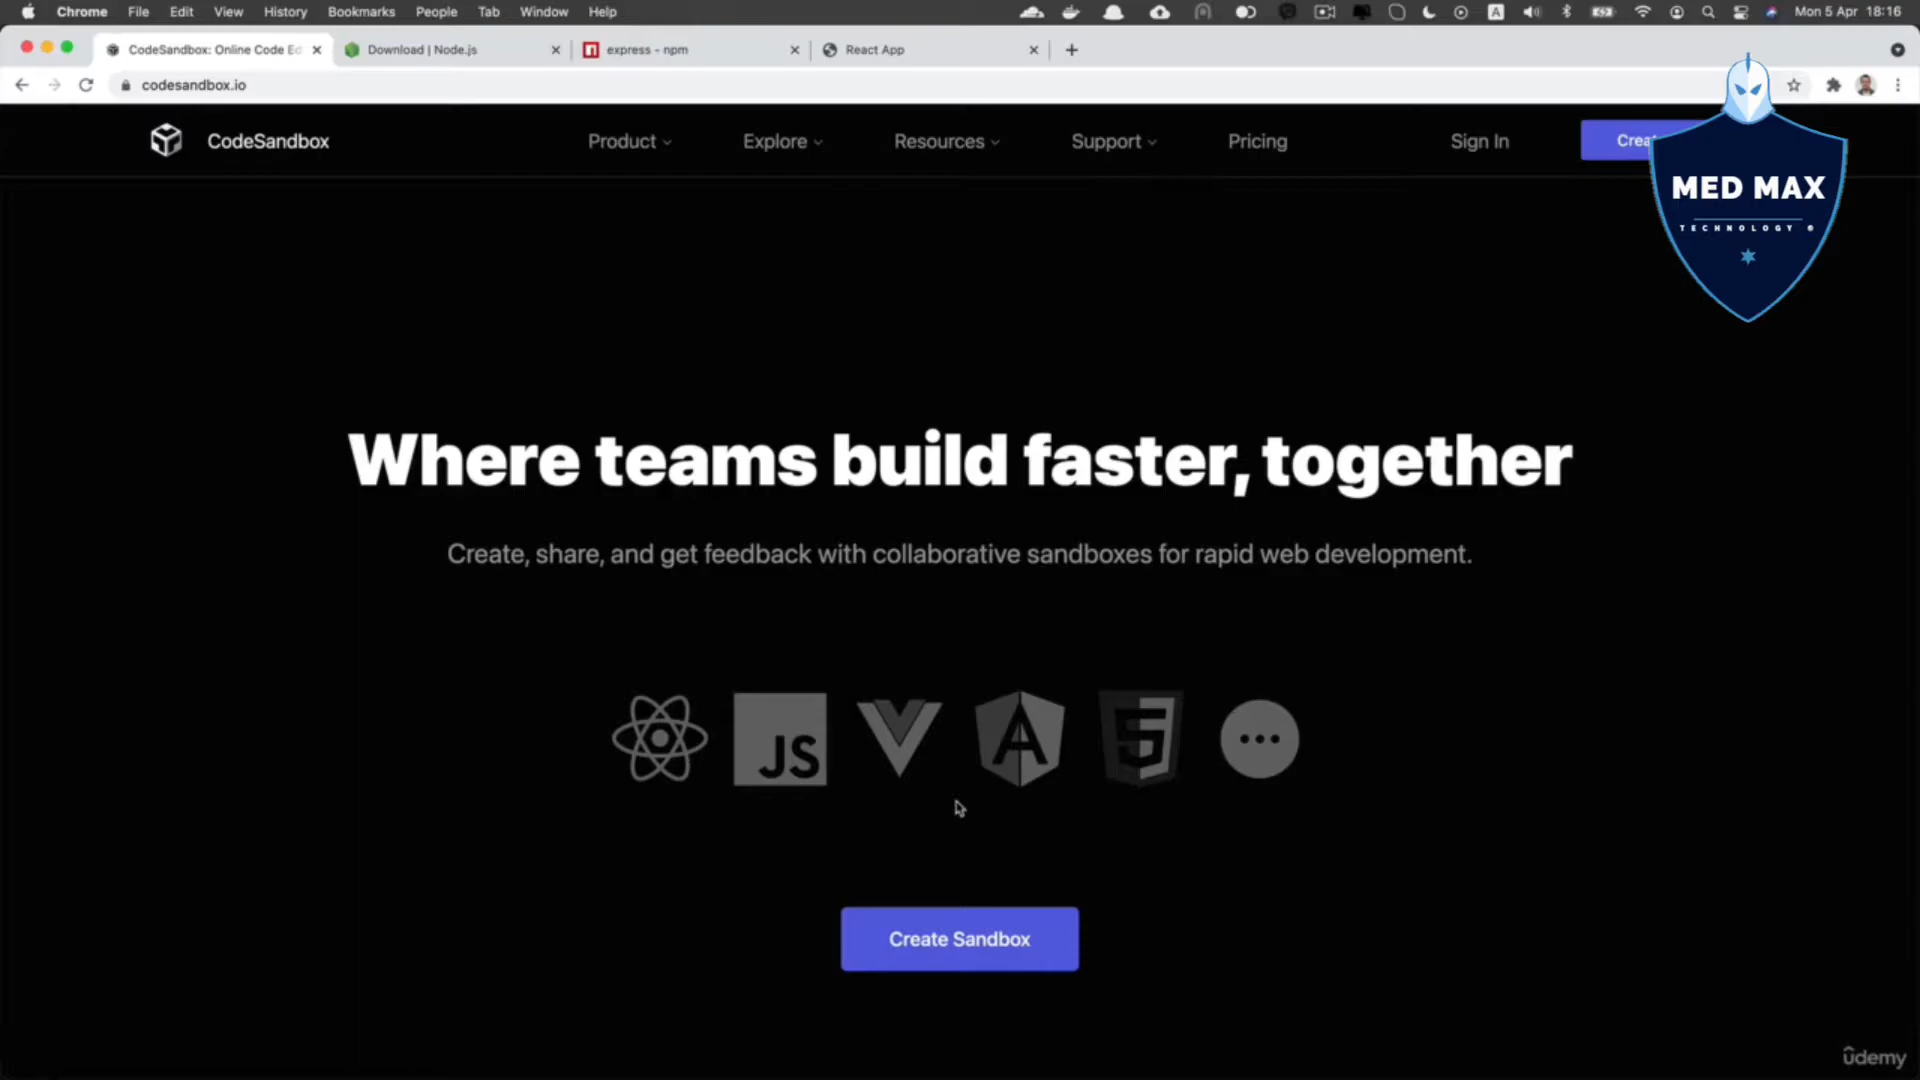 Chrome File Edit View History Bookmarks People Tab Window Help
A Mon 5 Apr 18:16
CodeSandbox: Online Code Ed
Download | Node.js
express - npm
React App
codesandbox.io
CodeSandbox
Product
Explore
Resources
Support
Pricing
Sign In
Crea
MED MAX
TECHNOLOGY
Where teams build faster, together
Create, share, and get feedback with collaborative sandboxes for rapid web development.
JS
A
5
Create Sandbox
udemy